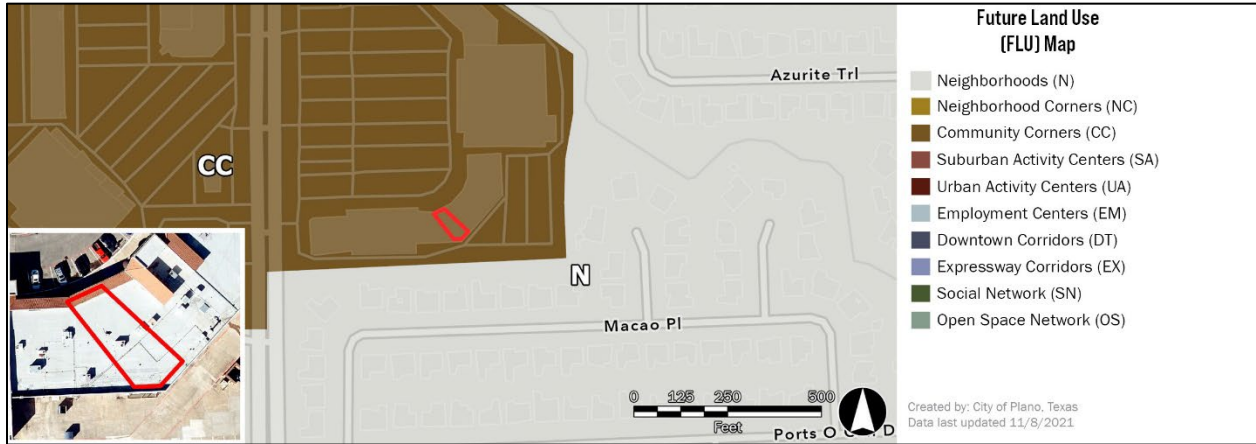 Future Land Use
(FLU) Map
Neighborhoods (N)
Neighborhood Corners (NC)
Community Corners (CC)
Suburban Activity Centers (SA)
Urban Activity Centers (UA)
Employment Centers (EM)
Downtown Corridors (DT)
Expressway Corridors (EX)
Social Network (SN)
Open Space Network (OS)
Created by: City of Plano, Texas
Data last updated 11/8/2021
Azurite Trl
CC
N
Macao Pl
0 125 250 500
Feet
Ports O